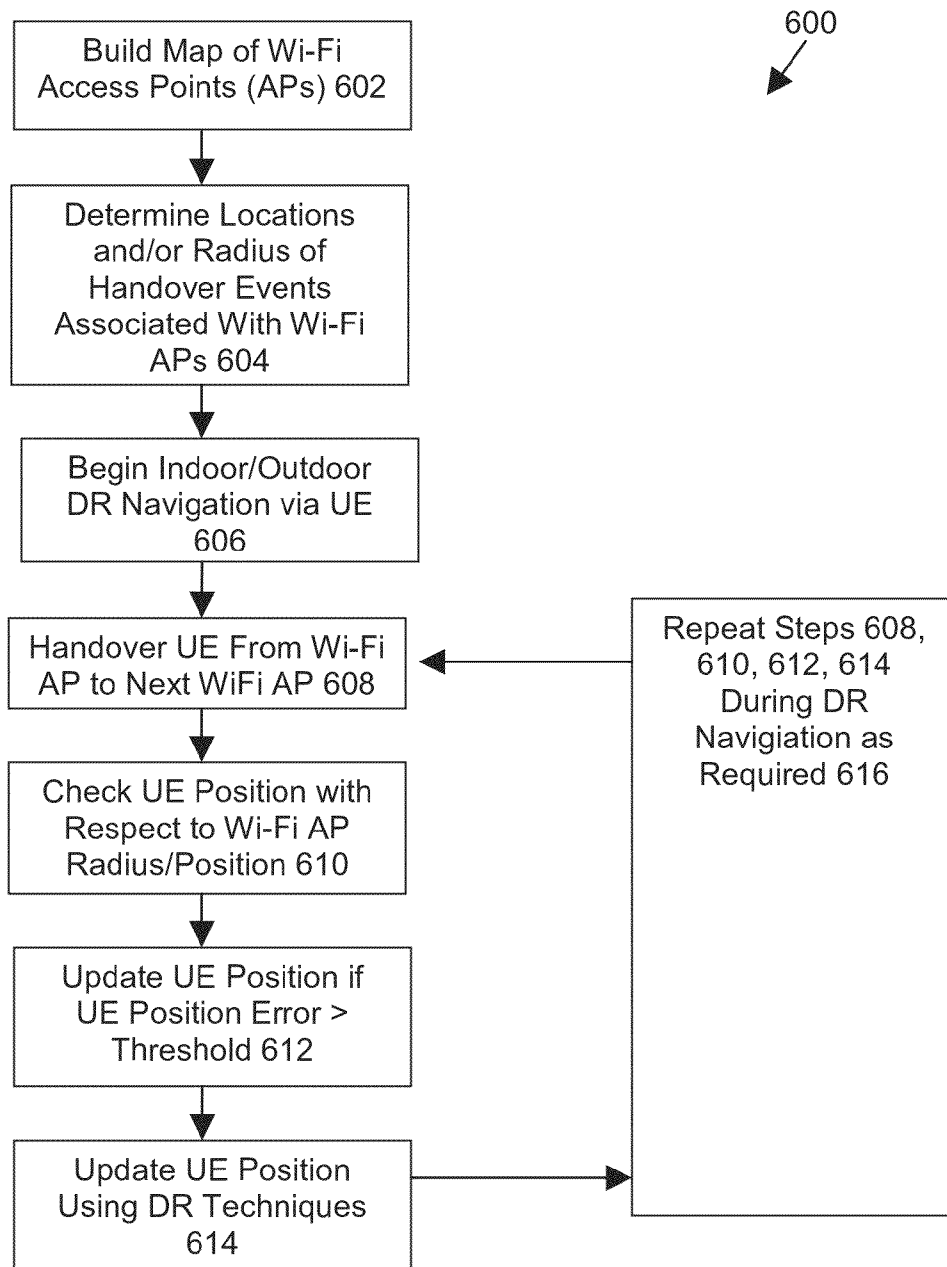 600
Build Map of Wi-Fi
Access Points (APs) 602
Determine Locations
and/or Radius of
Handover Events
Associated With Wi-Fi
APs 604
Begin Indoor/Outdoor
DR Navigation via UE
606
Handover UE From Wi-Fi
AP to Next WiFi AP 608
Check UE Position with
Respect to Wi-Fi AP
Radius/Position 610
Update UE Position if
UE Position Error >
Threshold 612
Update UE Position
Using DR Techniques
614
Repeat Steps 608,
610, 612, 614
During DR
Navigiation as
Required 616